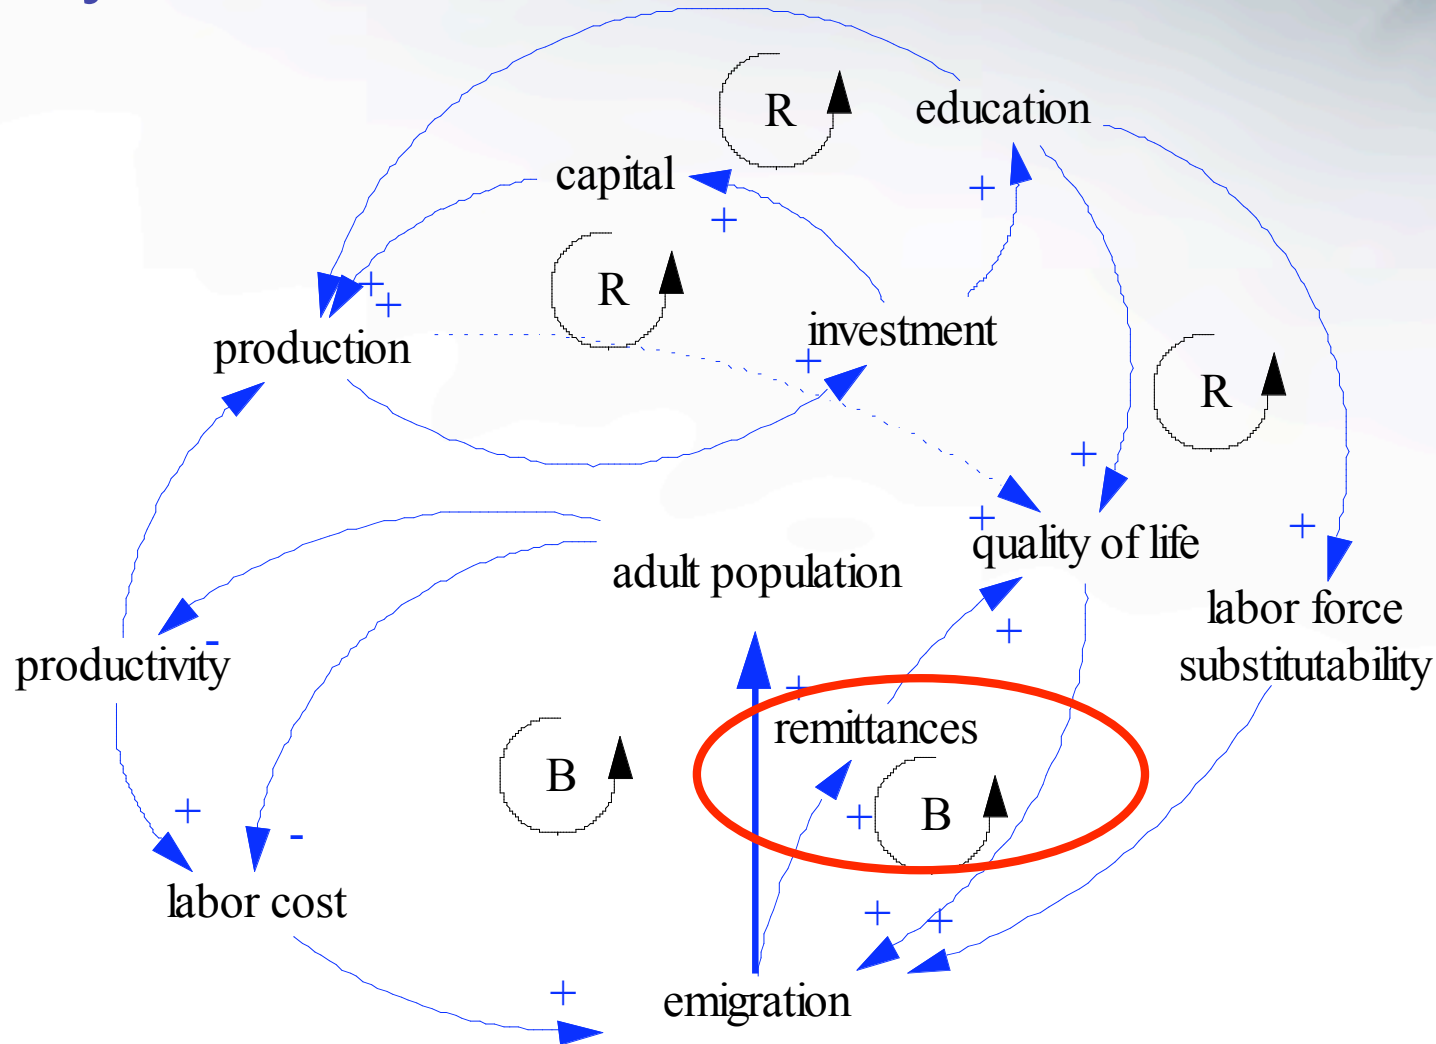 R
education
capital
+
+
R
+
+
investment
production
+
R
+
+
+
quality of life
adult population
labor force
substitutability
-
+
productivity
+
remittances
B
+
B
+
-
labor cost
+
+
+
emigration